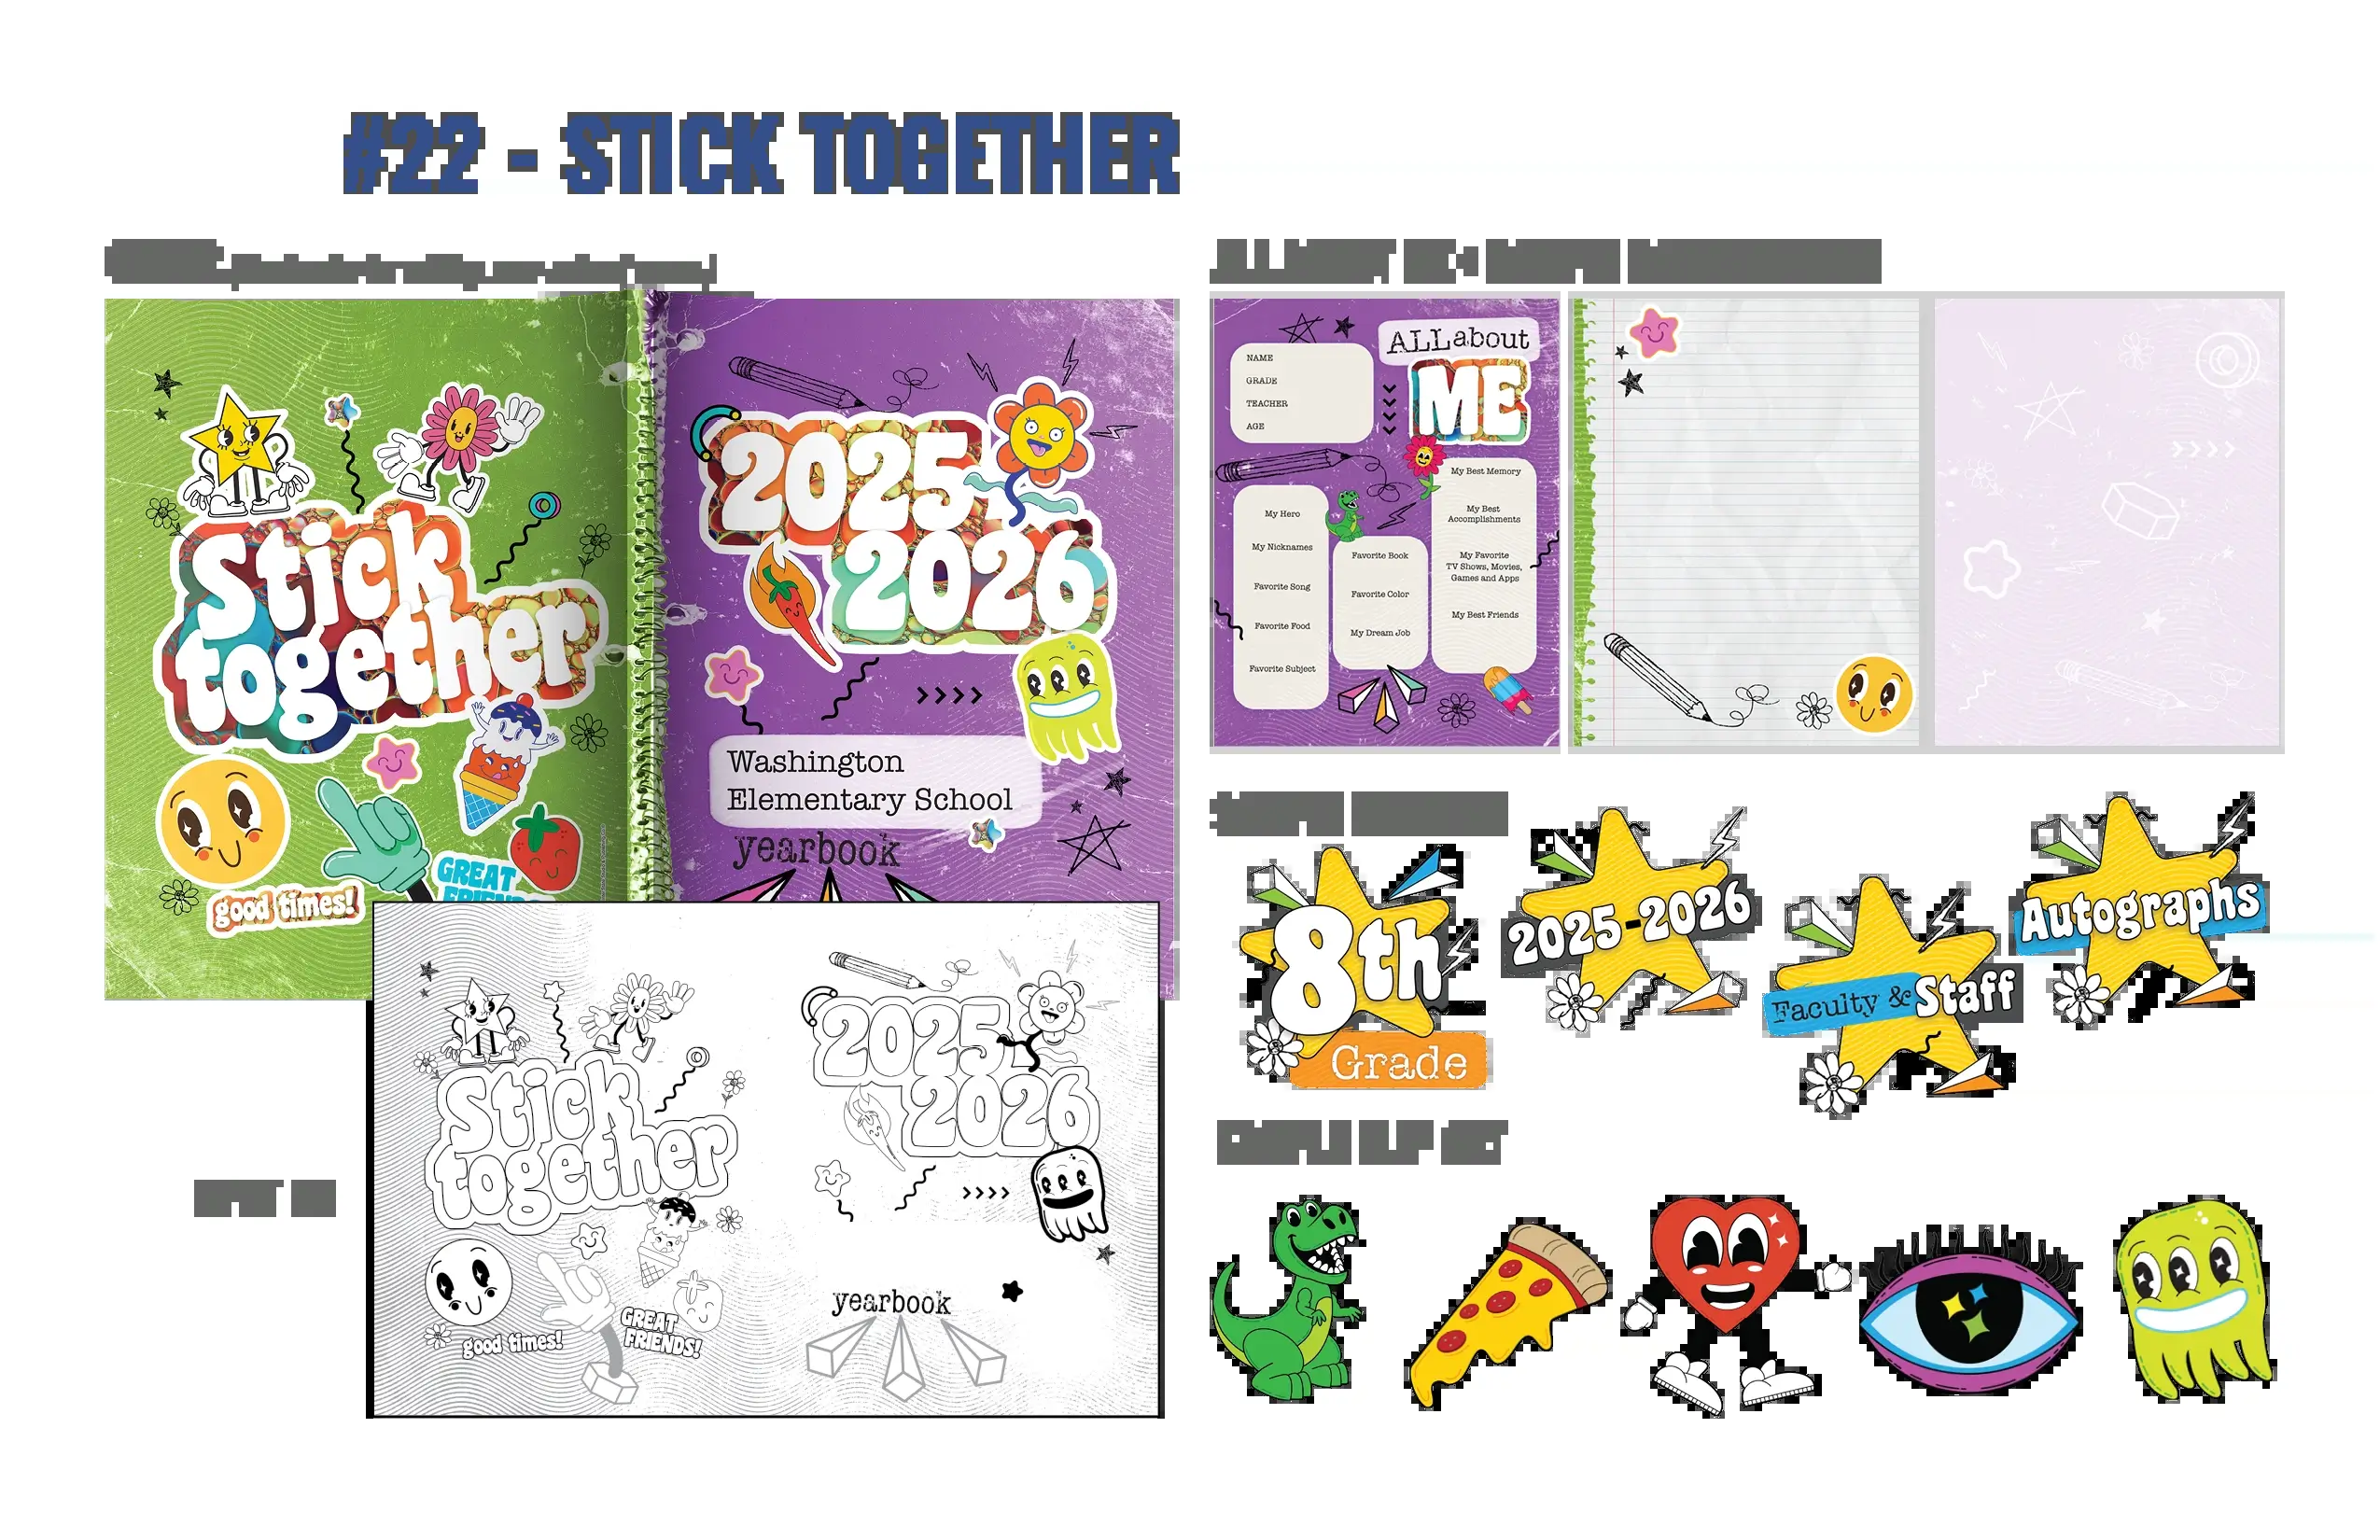 #22 - STICK TOGETHER
Stick
together
good times!
GREAT
2025
2026
Washington
Elementary School
yearbook
ALL about
ME
NAME
GRADE
TEACHER
AGE
My Hero
My Nicknames
Favorite Song
Favorite Food
Favorite Subject
Favorite Book
Favorite Color
My Dream Job
My Best Memory
My Best
Accomplishments
My Favorite
TV Shows, Movies,
Games and Apps
My Best Friends
8th
Grade
2025-2026
Faculty & Staff
Autographs
Stick
together
good times!
GREAT
FRIENDS!
2025
2026
yearbook